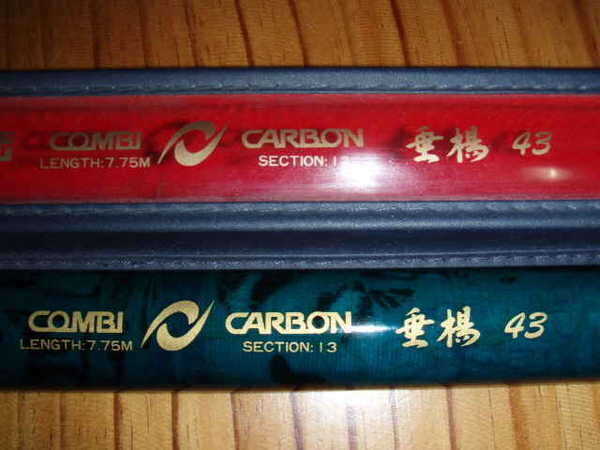 COMBI CARBON 垂楊 43
LENGTH:7.75M SECTION:13
COMBI CARBON 垂楊 43
LENGTH:7.75M SECTION:13